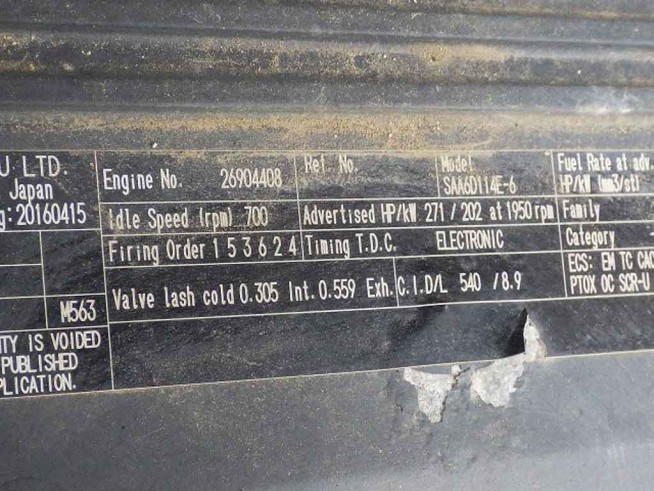 U. LTD.
Japan
g:20160415
M563
TY IS VOIDED
PUBLISHED
PLICATION.
Engine No. 26904408
Ref. No.
Model
SAA6D114E-6
Fuel Rate at adv.
HP/kW (mm3/st)
Idle Speed (rpm) 700
Advertised HP/kW 271 / 202 at 1950 rpm
Family
Firing Order 1 5 3 6 2 4
Timing T.D.C. ELECTRONIC
Category -
Valve lash cold 0.305 Int. 0.559 Exh.
C.I.D/L 540 / 8.9
ECS: EM TC CAC
PTOX OC SCR-U